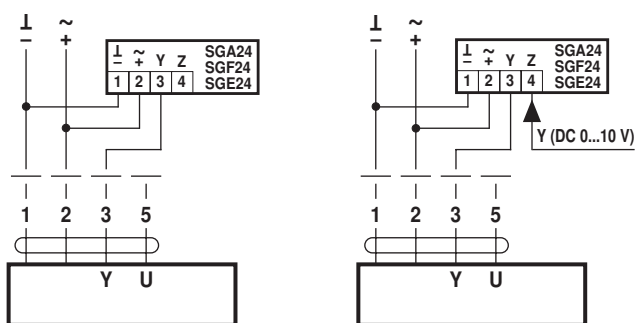 ⊥ ~
– +
⊥ ~ Y Z SGA24
– + SGF24
1 2 3 4 SGE24
1 2 3 5
Y U
⊥ ~
– +
⊥ ~ Y Z SGA24
– + SGF24
1 2 3 4 SGE24
Y (DC 0...10 V)
1 2 3 5
Y U